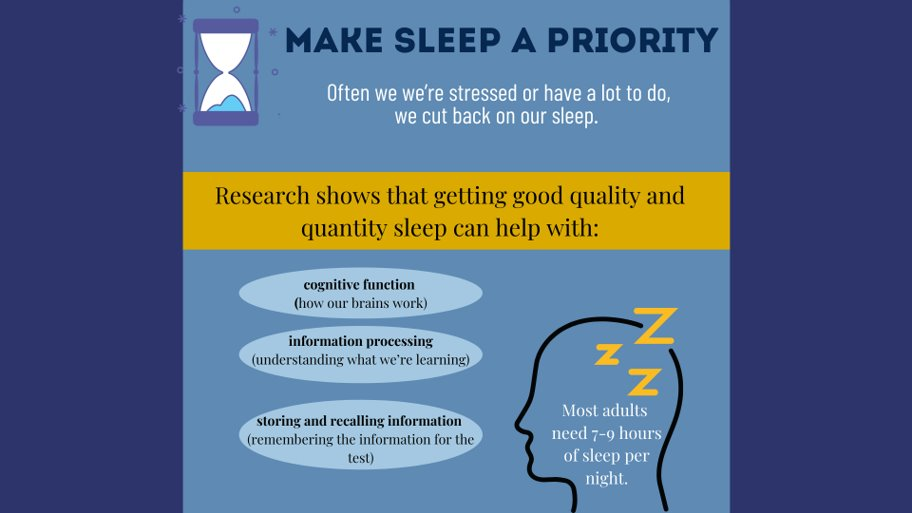 MAKE SLEEP A PRIORITY
Often we we're stressed or have a lot to do,
we cut back on our sleep.
Research shows that getting good quality and
quantity sleep can help with:
cognitive function
(how our brains work)
information processing
(understanding what we're learning)
storing and recalling information
(remembering the information for the
test)
Z
Z
Z
Most adults
need 7-9 hours
of sleep per
night.